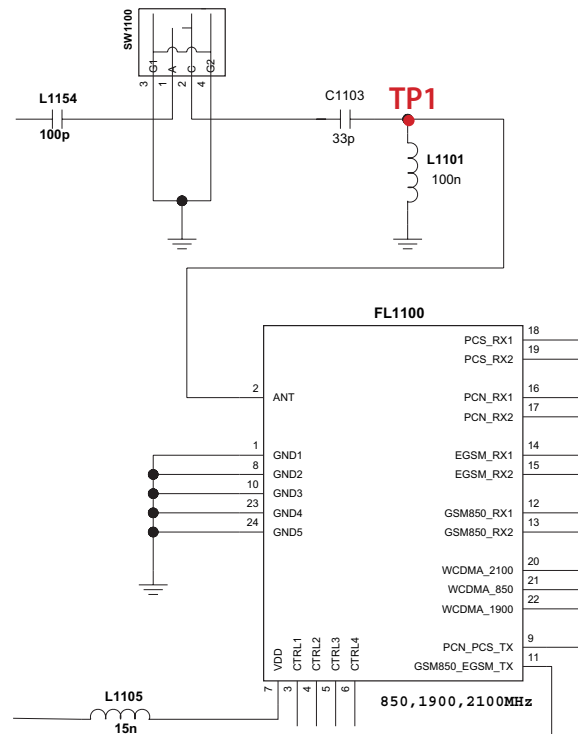 SW1100
G1
A
C
G2
3
1
2
4
L1154
100p
C1103
33p
TP1
L1101
100n
FL1100
PCS_RX1 18
PCS_RX2 19
2 ANT
PCN_RX1 16
PCN_RX2 17
1 GND1
EGSM_RX1 14
8 GND2
EGSM_RX2 15
10 GND3
23 GND4
GSM850_RX1 12
24 GND5
GSM850_RX2 13
WCDMA_2100 20
WCDMA_850 21
WCDMA_1900 22
PCN_PCS_TX 9
GSM850_EGSM_TX 11
VDD
CTRL1
CTRL2
CTRL3
CTRL4
7
3
4
5
6
L1105
15n
850,1900,2100MHz